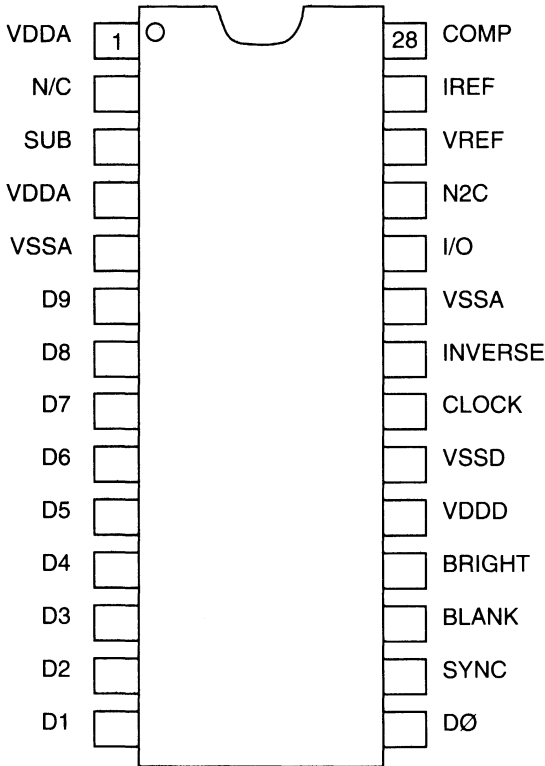 VDDA 1 28 COMP
N/C IREF
SUB VREF
VDDA N2C
VSSA I/O
D9 VSSA
D8 INVERSE
D7 CLOCK
D6 VSSD
D5 VDDD
D4 BRIGHT
D3 BLANK
D2 SYNC
D1 DØ